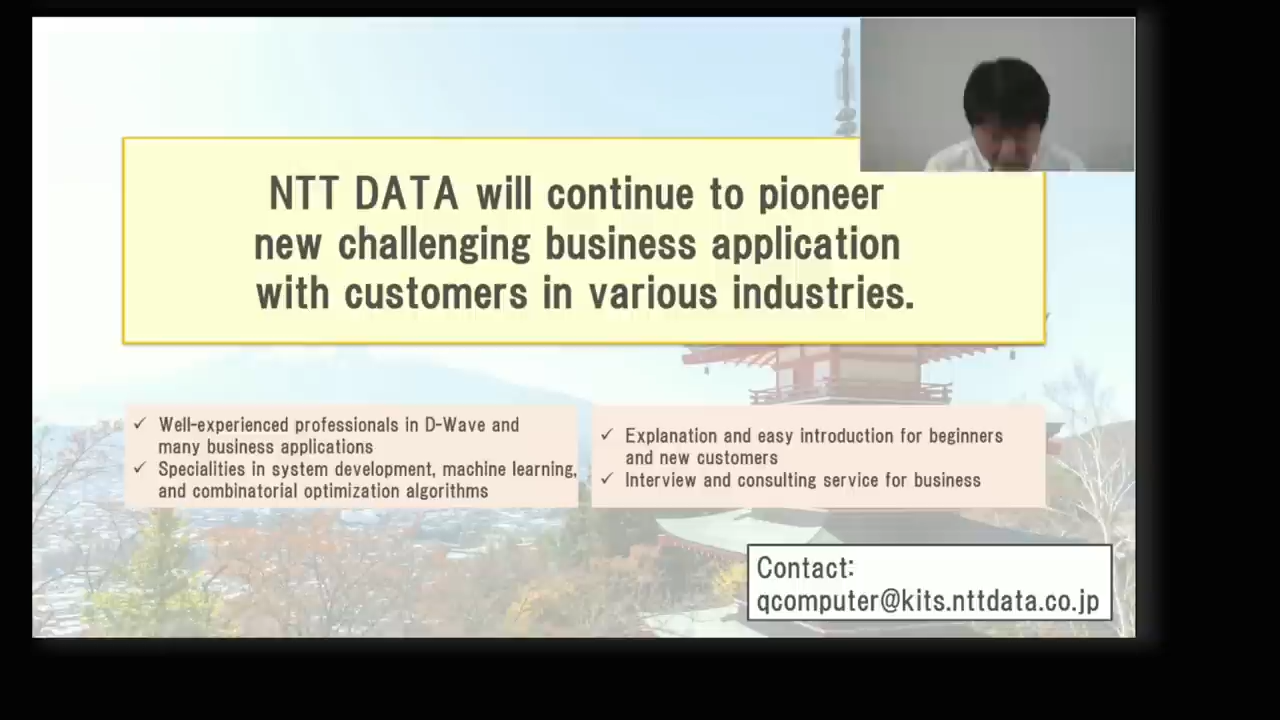 NTT DATA will continue to pioneer
new challenging business application
with customers in various industries.
✓ Well-experienced professionals in D-Wave and
many business applications
✓ Specialities in system development, machine learning,
and combinatorial optimization algorithms
✓ Explanation and easy introduction for beginners
and new customers
✓ Interview and consulting service for business
Contact:
qcomputer@kits.nttdata.co.jp